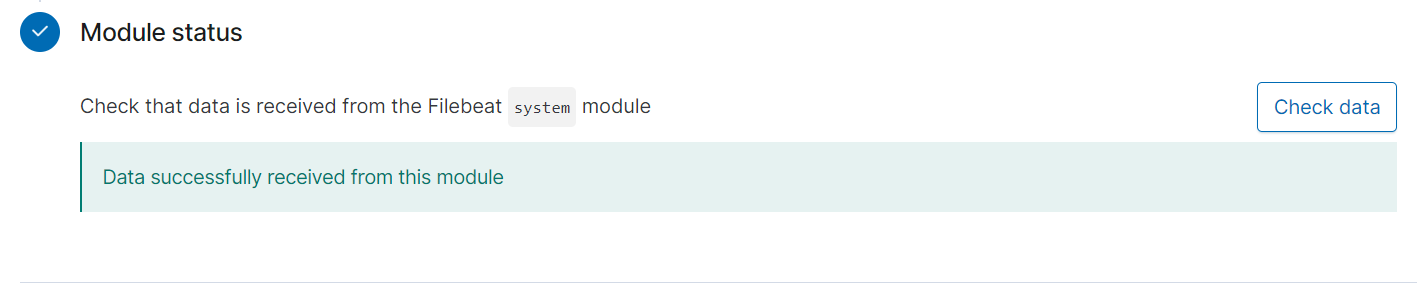 Module status
Check that data is received from the Filebeat system module
Check data
Data successfully received from this module